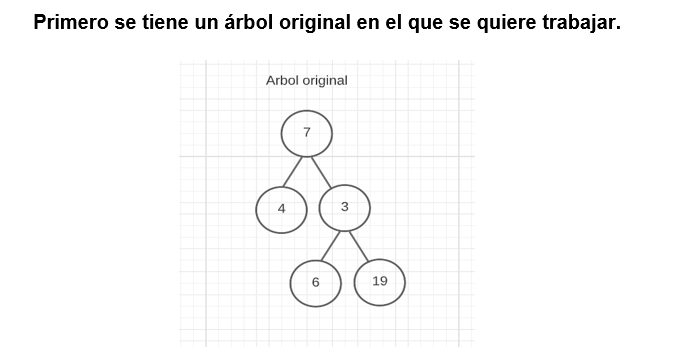 Primero se tiene un árbol original en el que se quiere trabajar.
Arbol original
7
4 3
6 19